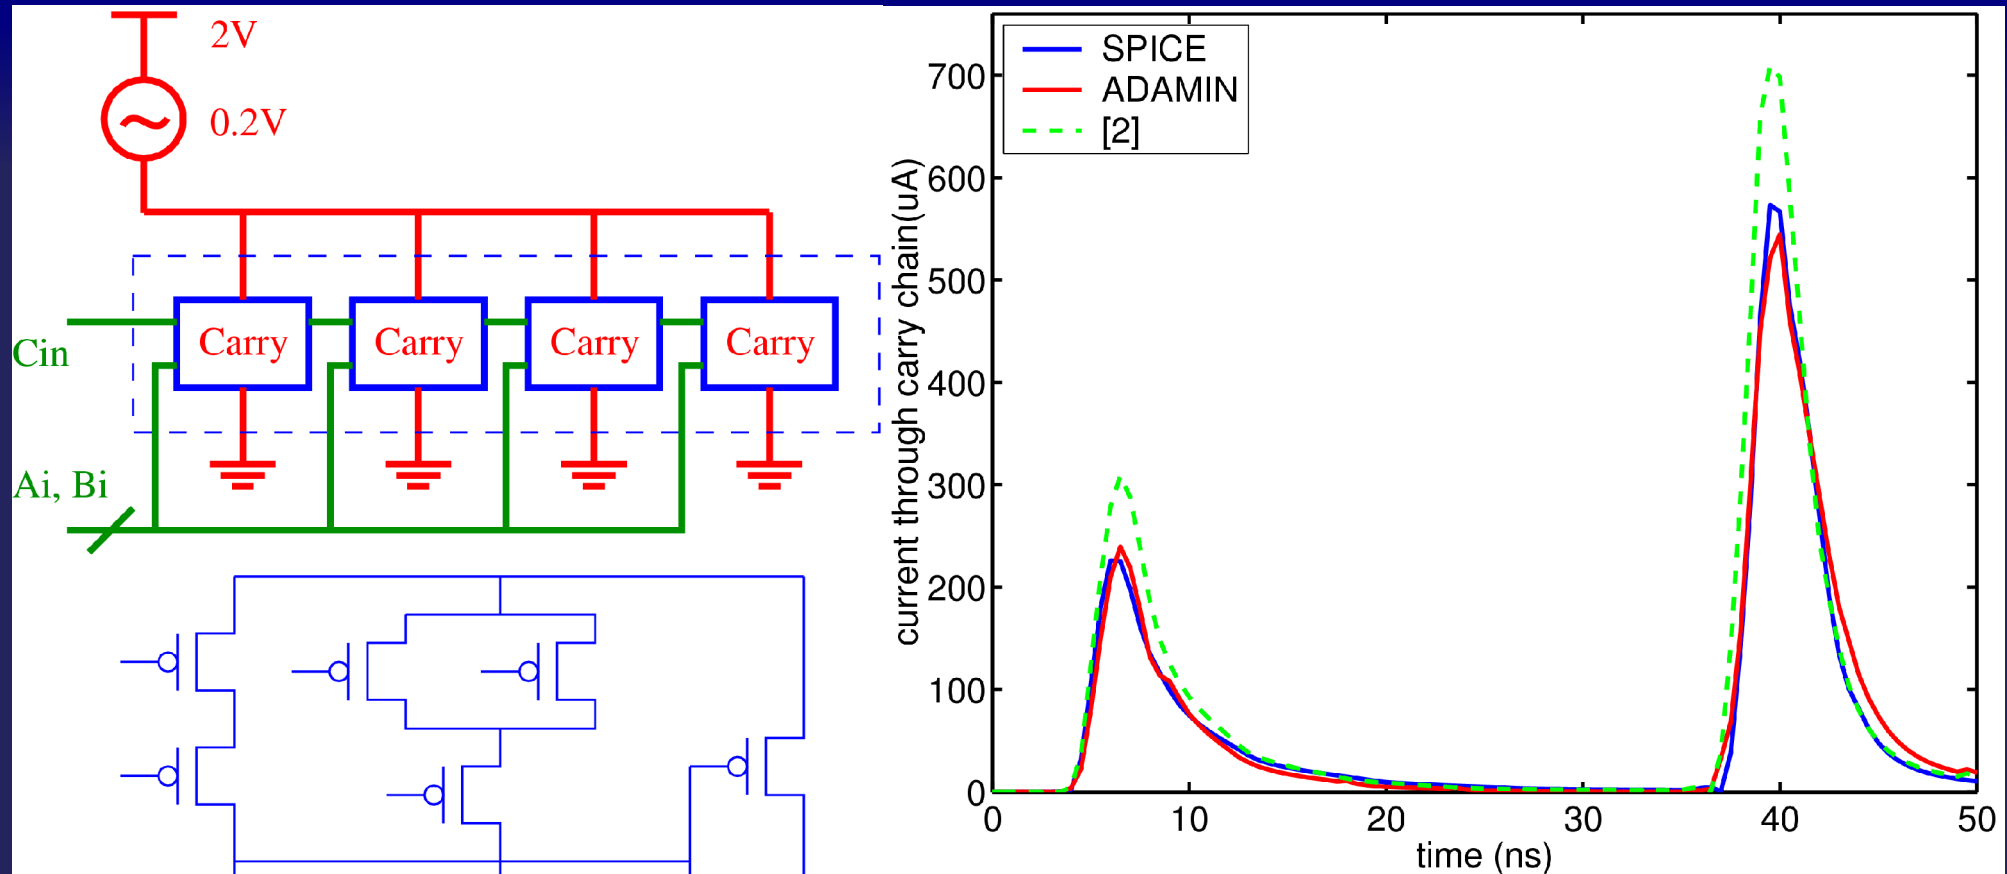 2V
0.2V
Carry Carry Carry Carry
Cin
Ai, Bi
SPICE
ADAMIN
[2]
current through carry chain(uA)
700
600
500
400
300
200
100
0
0 10 20 30 40 50
time (ns)